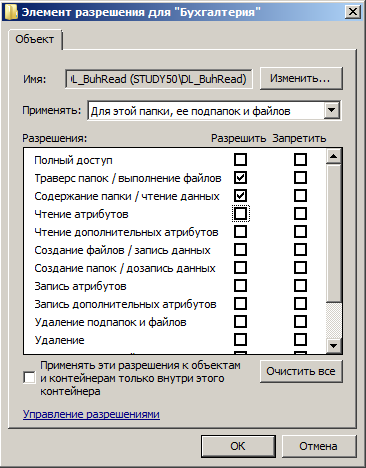 Элемент разрешения для "Бухгалтерия"
Объект
Имя: DL_BuhRead (STUDY50\DL_BuhRead) Изменить...
Применять: Для этой папки, ее подпапок и файлов
Разрешения: Разрешить Запретить
Полный доступ
Траверс папок / выполнение файлов
Содержание папки / чтение данных
Чтение атрибутов
Чтение дополнительных атрибутов
Создание файлов / запись данных
Создание папок / дозапись данных
Запись атрибутов
Запись дополнительных атрибутов
Удаление подпапок и файлов
Удаление
Применять эти разрешения к объектам
и контейнерам только внутри этого
контейнера
Очистить все
Управление разрешениями
ОК Отмена